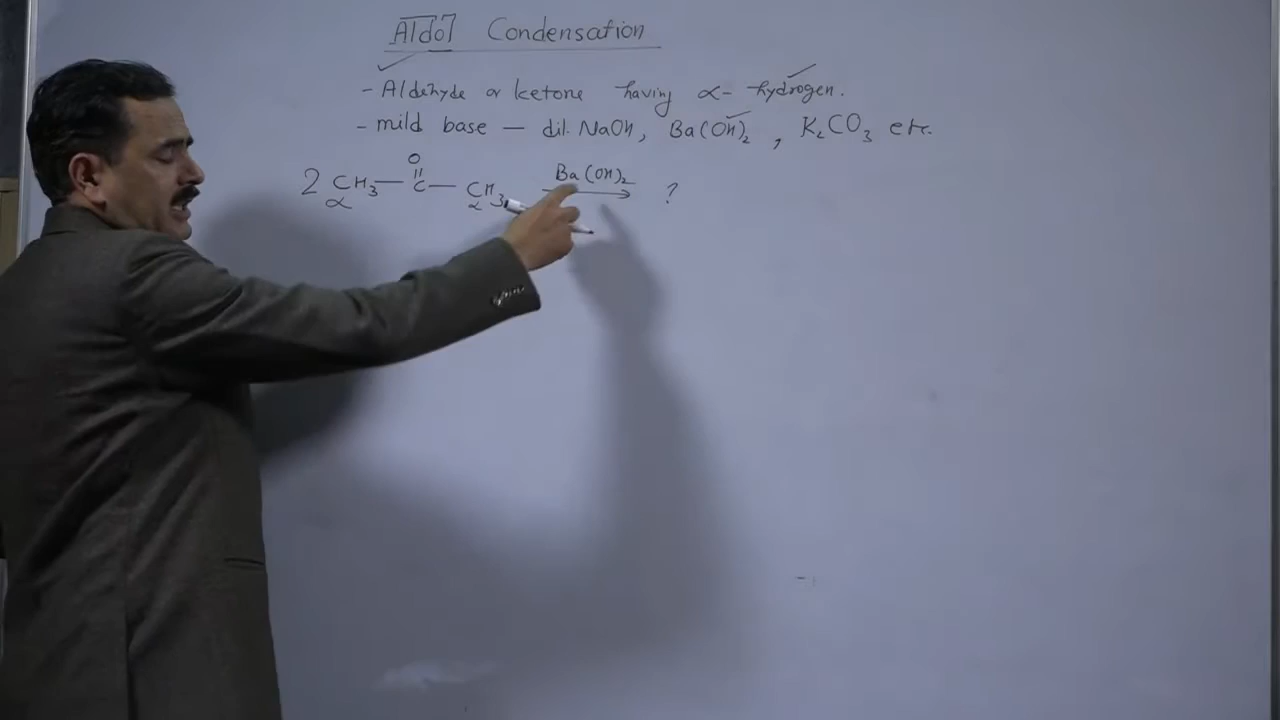 Aldol Condensation
- Aldehyde or ketone having α- hydrogen.
- mild base — dil. NaOH, Ba(OH)2, K2CO3 etc.
O
2 CH3 — C — CH3 Ba(OH)2 → ?
α α